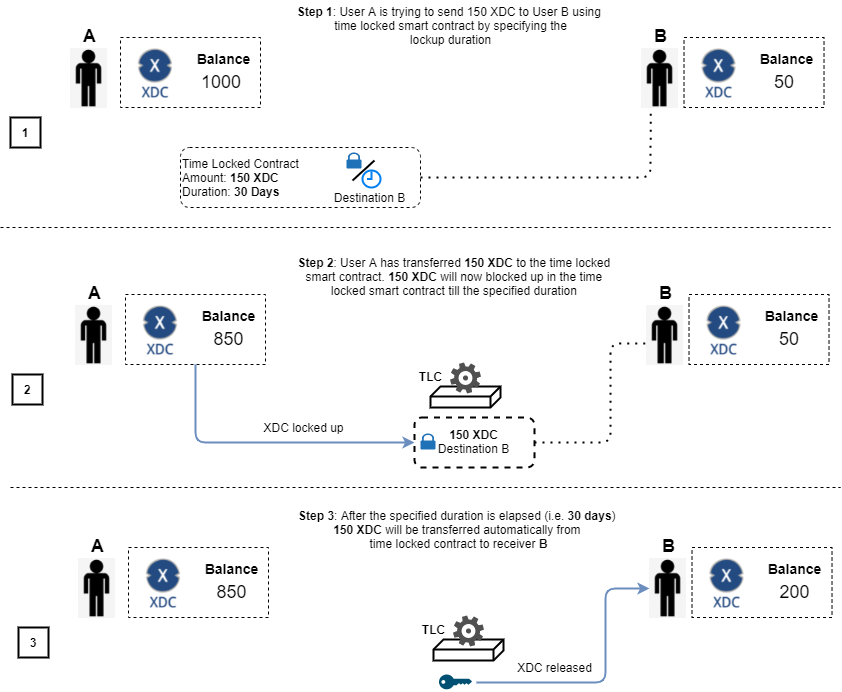 Step 1: User A is trying to send 150 XDC to User B using
time locked smart contract by specifying the
lockup duration
A
X
XDC
Balance
1000
B
X
XDC
Balance
50
1
Time Locked Contract
Amount: 150 XDC
Duration: 30 Days
Destination B
Step 2: User A has transferred 150 XDC to the time locked
smart contract. 150 XDC will now blocked up in the time
locked smart contract till the specified duration
A
X
XDC
Balance
850
B
X
XDC
Balance
50
2
TLC
XDC locked up
150 XDC
Destination B
Step 3: After the specified duration is elapsed (i.e. 30 days)
150 XDC will be transferred automatically from
time locked contract to receiver B
A
X
XDC
Balance
850
B
X
XDC
Balance
200
3
TLC
XDC released